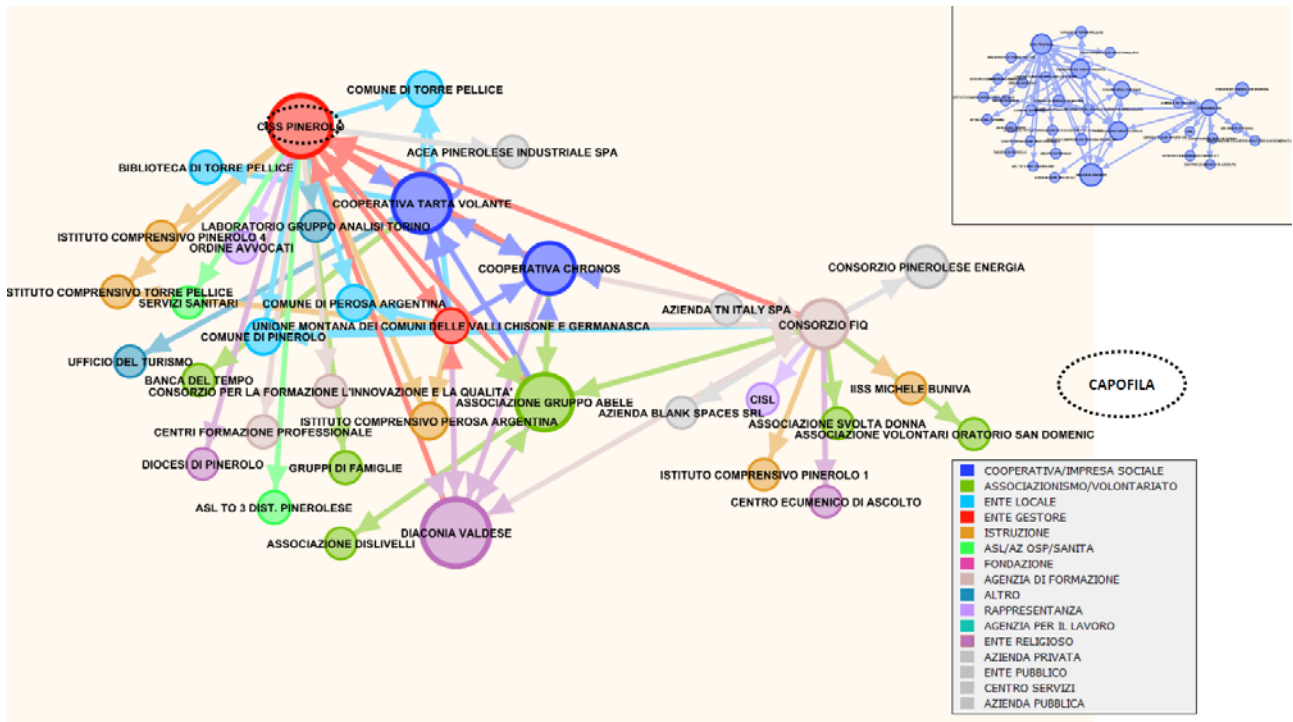 COMUNE DI TORRE PELLICE
CISS PINEROLO
ACEA PINEROLESE INDUSTRIALE SPA
BIBLIOTECA DI TORRE PELLICE
COOPERATIVA TARTA VOLANTE
LABORATORIO GRUPPO ANALISI TORINO
ISTITUTO COMPRENSIVO PINEROLO 4
ORDINE AVVOCATI
COOPERATIVA CHRONOS
CONSORZIO PINEROLESE ENERGIA
ISTITUTO COMPRENSIVO TORRE PELLICE
SERVIZI SANITARI
COMUNE DI PEROSA ARGENTINA
AZIENDA TN ITALY SPA
UNIONE MONTANA DEI COMUNI DELLE VALLI CHISONE E GERMANASCA
CONSORZIO FIQ
COMUNE DI PINEROLO
UFFICIO DEL TURISMO
BANCA DEL TEMPO
CONSORZIO PER LA FORMAZIONE L'INNOVAZIONE E LA QUALITA'
IISS MICHELE BUNIVA
CAPOFILA
ASSOCIAZIONE GRUPPO ABELE
CISL
AZIENDA BLANK SPACES SRL
ISTITUTO COMPRENSIVO PEROSA ARGENTINA
ASSOCIAZIONE SVOLTA DONNA
CENTRI FORMAZIONE PROFESSIONALE
ASSOCIAZIONE VOLONTARI ORATORIO SAN DOMENIC
DIOCESI DI PINEROLO
GRUPPI DI FAMIGLIE
ISTITUTO COMPRENSIVO PINEROLO 1
CENTRO ECUMENICO DI ASCOLTO
ASL TO 3 DIST. PINEROLESE
DIACONIA VALDESE
ASSOCIAZIONE DISLIVELLI
COOPERATIVA/IMPRESA SOCIALE
ASSOCIAZIONISMO/VOLONTARIATO
ENTE LOCALE
ENTE GESTORE
ISTRUZIONE
ASL/AZ OSP/SANITA
FONDAZIONE
AGENZIA DI FORMAZIONE
ALTRO
RAPPRESENTANZA
AGENZIA PER IL LAVORO
ENTE RELIGIOSO
AZIENDA PRIVATA
ENTE PUBBLICO
CENTRO SERVIZI
AZIENDA PUBBLICA